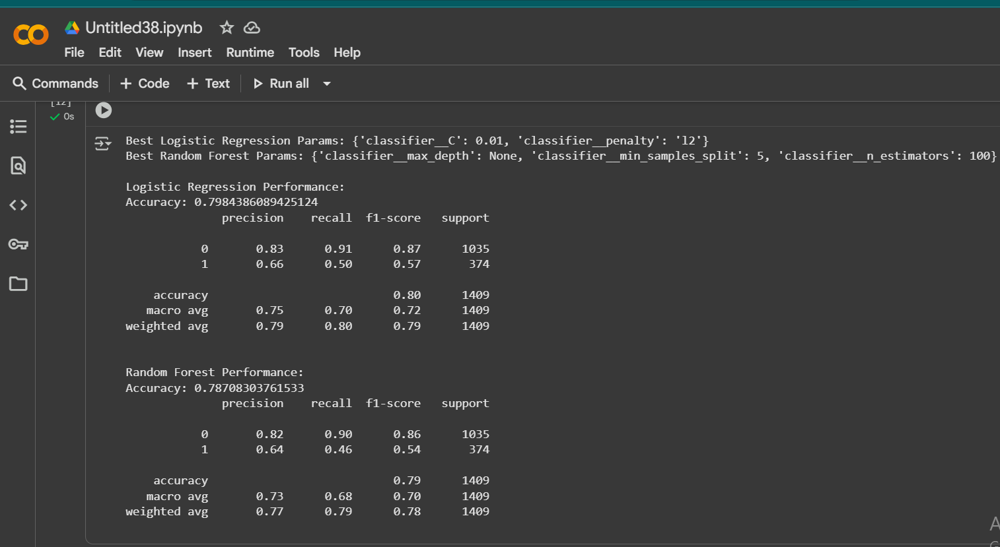 Untitled38.ipynb
File Edit View Insert Runtime Tools Help
Commands + Code + Text Run all
[12]
0s
Best Logistic Regression Params: {'classifier__C': 0.01, 'classifier__penalty': 'l2'}
Best Random Forest Params: {'classifier__max_depth': None, 'classifier__min_samples_split': 5, 'classifier__n_estimators': 100}
Logistic Regression Performance:
Accuracy: 0.7984386089425124
precision recall f1-score support
0 0.83 0.91 0.87 1035
1 0.66 0.50 0.57 374
accuracy 0.80 1409
macro avg 0.75 0.70 0.72 1409
weighted avg 0.79 0.80 0.79 1409
Random Forest Performance:
Accuracy: 0.78708303761533
precision recall f1-score support
0 0.82 0.90 0.86 1035
1 0.64 0.46 0.54 374
accuracy 0.79 1409
macro avg 0.73 0.68 0.70 1409
weighted avg 0.77 0.79 0.78 1409